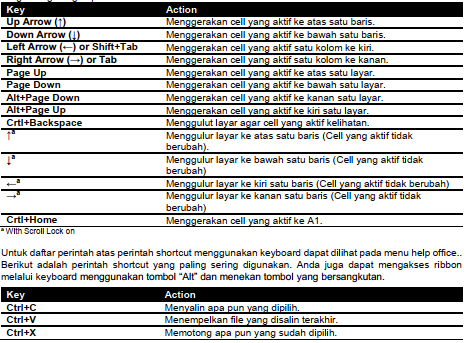 Key Action
Up Arrow (↑) Menggerakan cell yang aktif ke atas satu baris.
Down Arrow (↓) Menggerakan cell yang aktif ke bawah satu baris.
Left Arrow (←) or Shift+Tab Menggerakan cell yang aktif satu kolom ke kiri.
Right Arrow (→) or Tab Menggerakan cell yang aktif satu kolom ke kanan.
Page Up Menggerakan cell yang aktif ke atas satu layar.
Page Down Menggerakan cell yang aktif ke bawah satu layar.
Alt+Page Down Menggerakan cell yang aktif ke kanan satu layar.
Alt+Page Up Menggerakan cell yang aktif ke kiri satu layar.
Crtl+Backspace Menggulut layar agar cell yang aktif kelihatan.
↑ᵃ Menggulur layar ke atas satu baris (Cell yang aktif tidak
berubah).
↓ᵃ Menggulur layar ke bawah satu baris (Cell yang aktif tidak
berubah)
←ᵃ Menggulur layar ke kiri satu baris (Cell yang aktif tidak berubah)
→ᵃ Menggulur layar ke kanan satu baris (Cell yang aktif tidak
berubah)
Crtl+Home Menggerakan cell yang aktif ke A1.
ᵃ With Scroll Lock on
Untuk daftar perintah atas perintah shortcut menggunakan keyboard dapat dilihat pada menu help office..
Berikut adalah perintah shortcut yang paling sering digunakan. Anda juga dapat mengakses ribbon
melalui keyboard menggunakan tombol “Alt” dan menekan tombol yang bersangkutan.
Key Action
Ctrl+C Menyalin apa pun yang dipilih.
Ctrl+V Menempelkan file yang disalin terakhir.
Ctrl+X Memotong apa pun yang sudah dipilih.